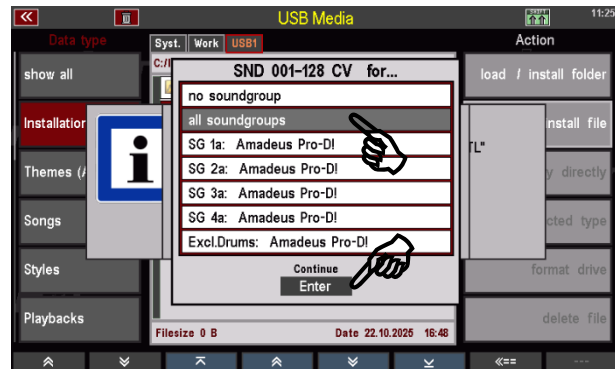 USB Media
SHIFT
11:25
Data type
Syst.
Work
USB1
Action
show all
C:/I
SND 001-128 CV for...
load / install folder
no soundgroup
Installation
all soundgroups
install file
SG 1a: Amadeus Pro-D!
TL"
Themes (A
SG 2a: Amadeus Pro-D!
y directly
SG 3a: Amadeus Pro-D!
Songs
SG 4a: Amadeus Pro-D!
cted type
Excl.Drums: Amadeus Pro-D!
Styles
Continue
Enter
format drive
Playbacks
Filesize 0 B
Date 22.10.2025 16:48
delete file
«==
---